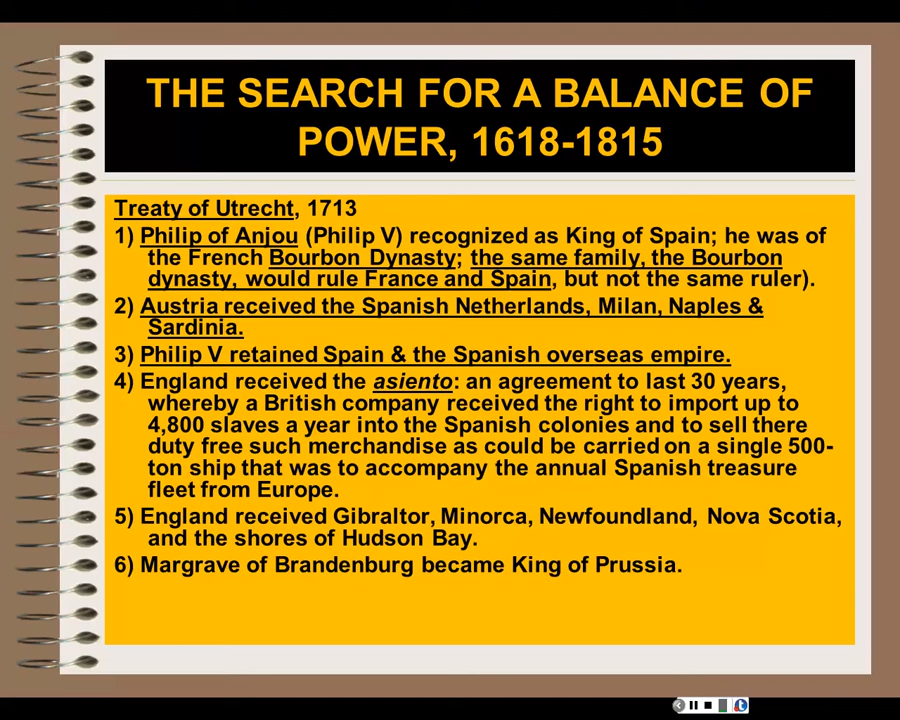 THE SEARCH FOR A BALANCE OF
POWER, 1618-1815
Treaty of Utrecht, 1713
1) Philip of Anjou (Philip V) recognized as King of Spain; he was of
the French Bourbon Dynasty; the same family, the Bourbon
dynasty, would rule France and Spain, but not the same ruler).
2) Austria received the Spanish Netherlands, Milan, Naples &
Sardinia.
3) Philip V retained Spain & the Spanish overseas empire.
4) England received the asiento: an agreement to last 30 years,
whereby a British company received the right to import up to
4,800 slaves a year into the Spanish colonies and to sell there
duty free such merchandise as could be carried on a single 500-
ton ship that was to accompany the annual Spanish treasure
fleet from Europe.
5) England received Gibraltor, Minorca, Newfoundland, Nova Scotia,
and the shores of Hudson Bay.
6) Margrave of Brandenburg became King of Prussia.